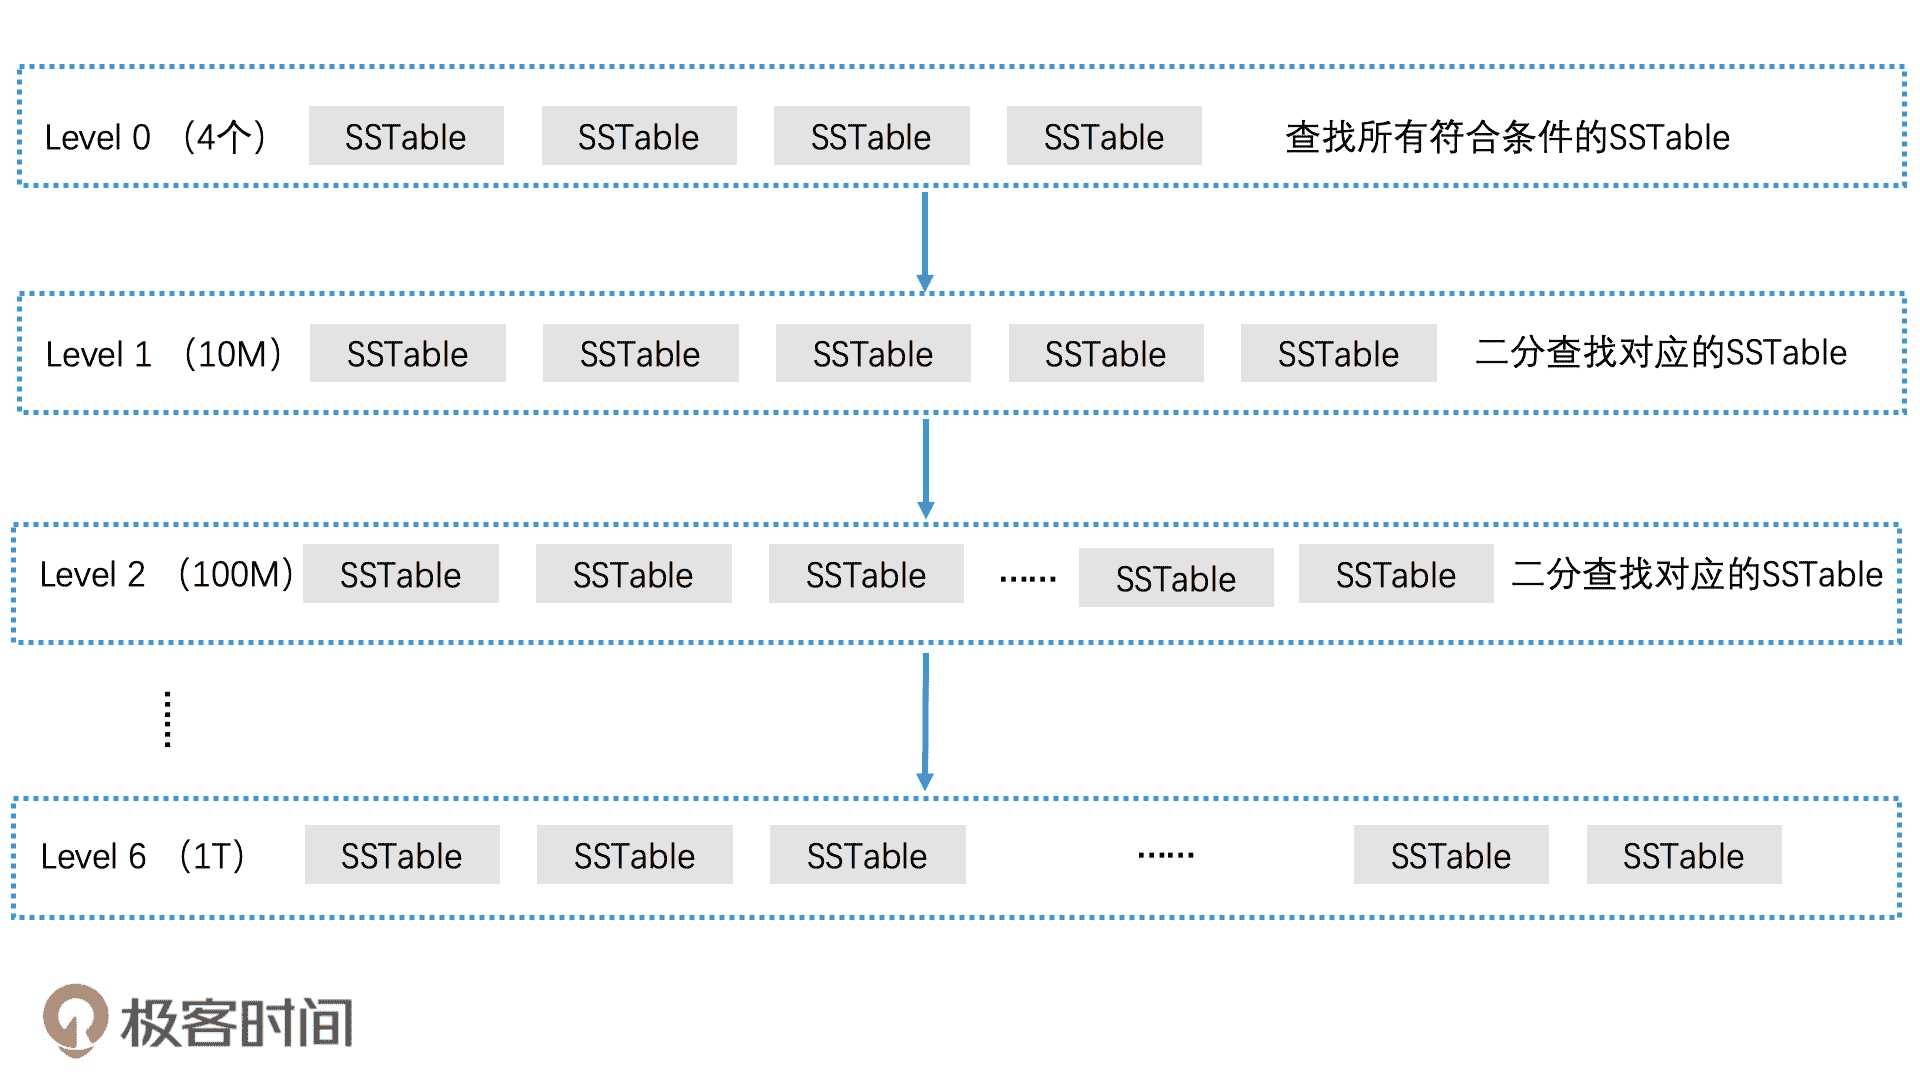 Level 0 （4个） SSTable SSTable SSTable SSTable 查找所有符合条件的SSTable
Level 1 （10M） SSTable SSTable SSTable SSTable SSTable 二分查找对应的SSTable
Level 2 （100M） SSTable SSTable SSTable ...... SSTable SSTable 二分查找对应的SSTable
......
Level 6 （1T） SSTable SSTable SSTable ...... SSTable SSTable
极客时间